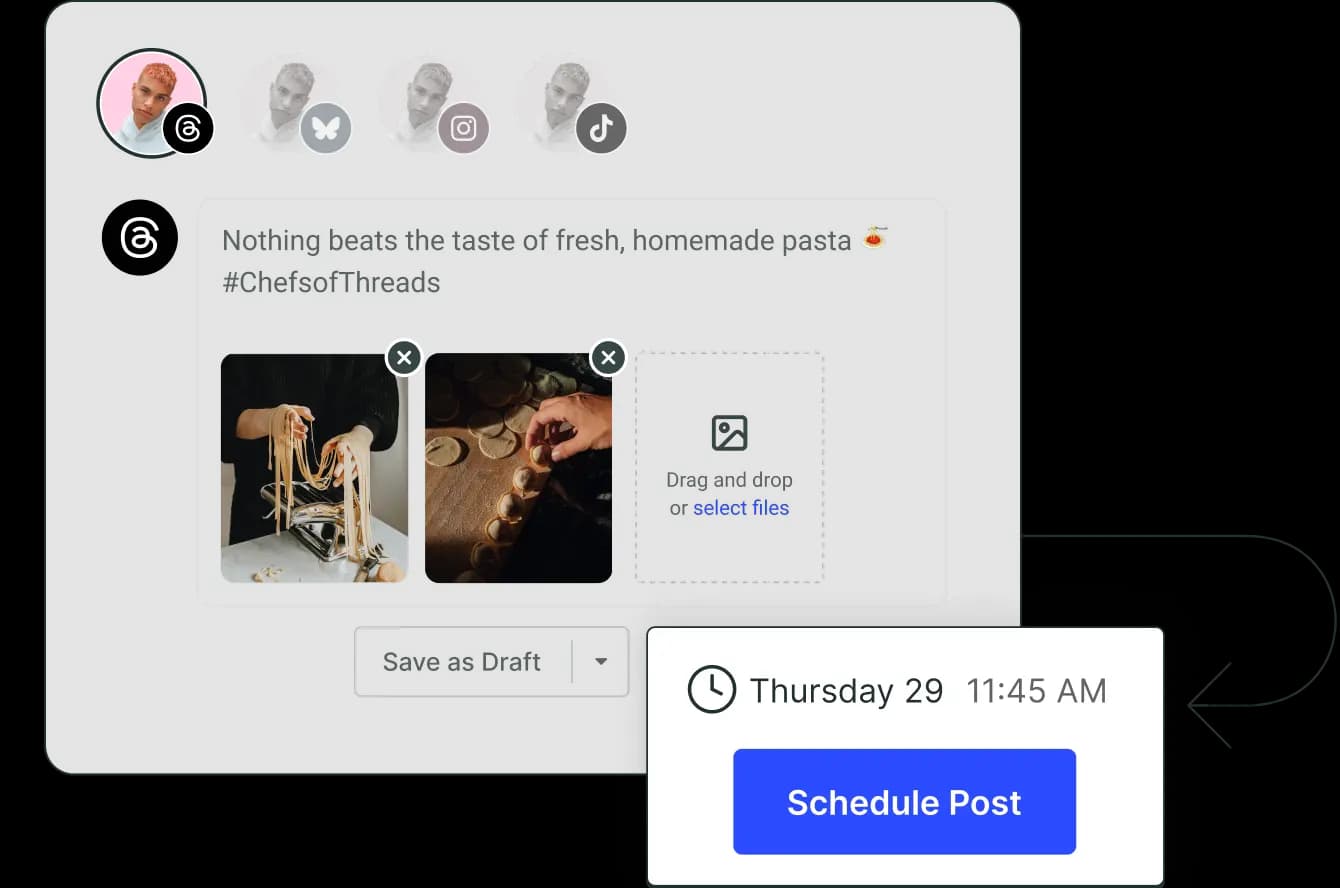 Nothing beats the taste of fresh, homemade pasta 🍝
#ChefsofThreads
Drag and drop
or select files
Save as Draft
Thursday 29 11:45 AM
Schedule Post